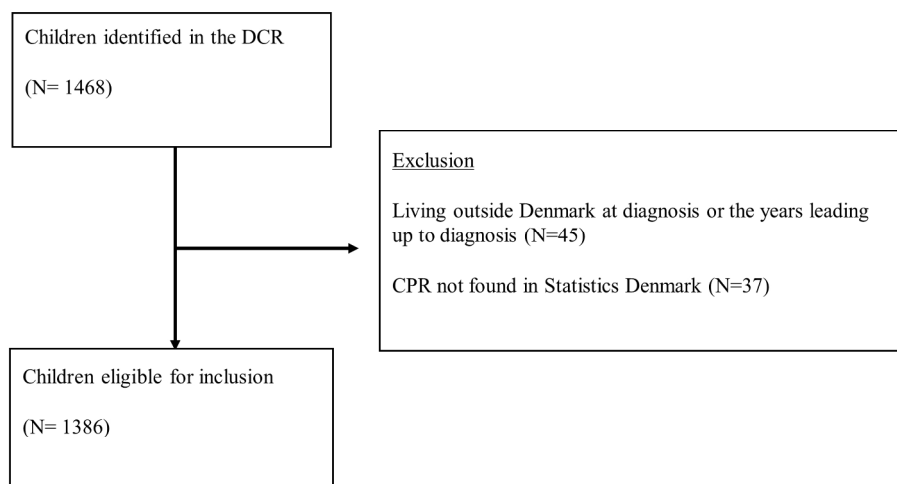 Children identified in the DCR
(N= 1468)
Exclusion
Living outside Denmark at diagnosis or the years leading
up to diagnosis (N=45)
CPR not found in Statistics Denmark (N=37)
Children eligible for inclusion
(N= 1386)